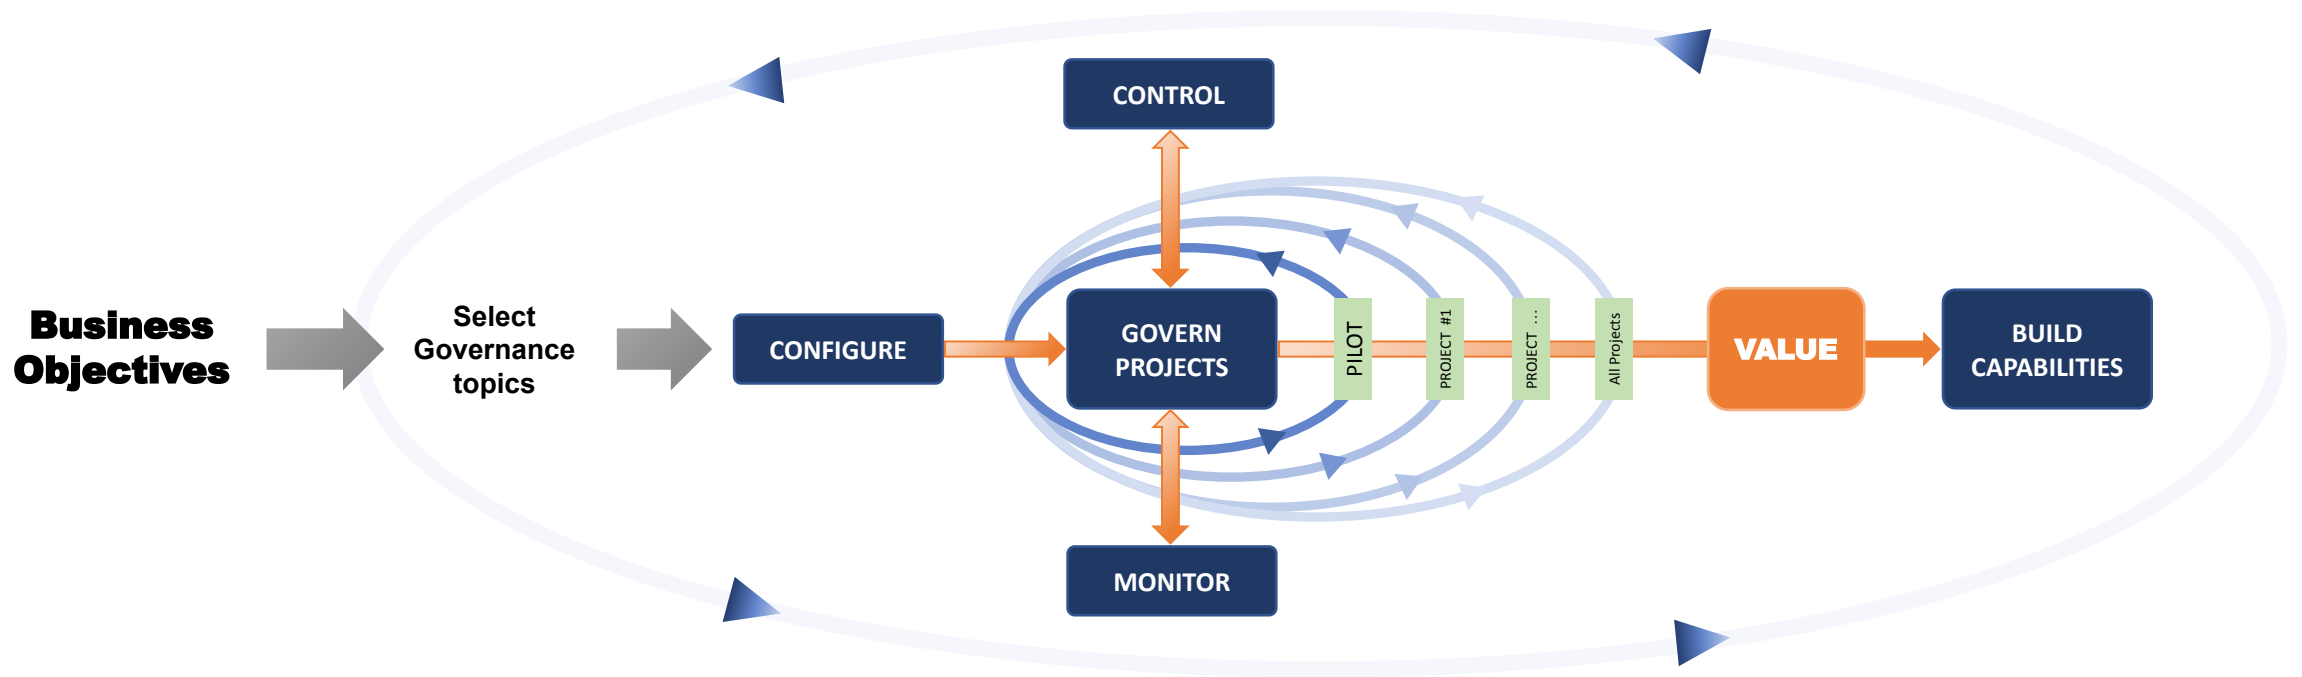 Business
Objectives
Select
Governance
topics
CONFIGURE
CONTROL
GOVERN
PROJECTS
MONITOR
PILOT
PROJECT #1
PROJECT ...
All Projects
VALUE
BUILD
CAPABILITIES